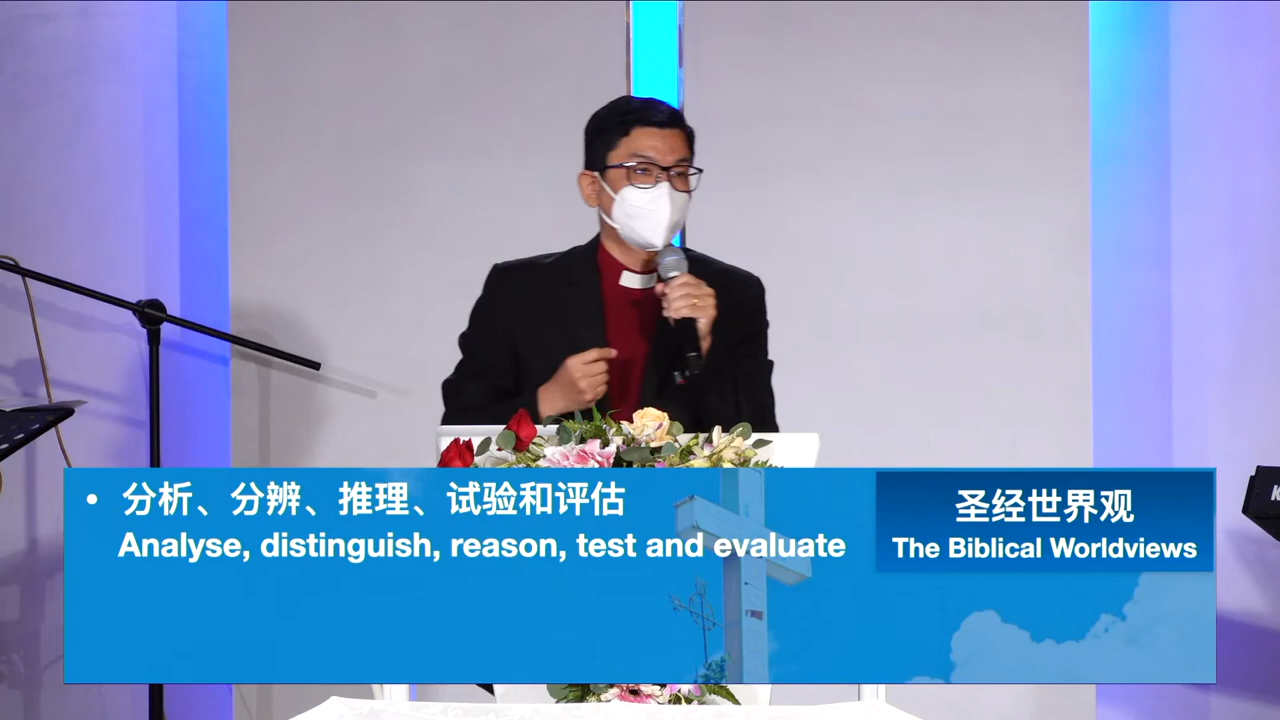 • 分析、分辨、推理、试验和评估
Analyse, distinguish, reason, test and evaluate
圣经世界观
The Biblical Worldviews